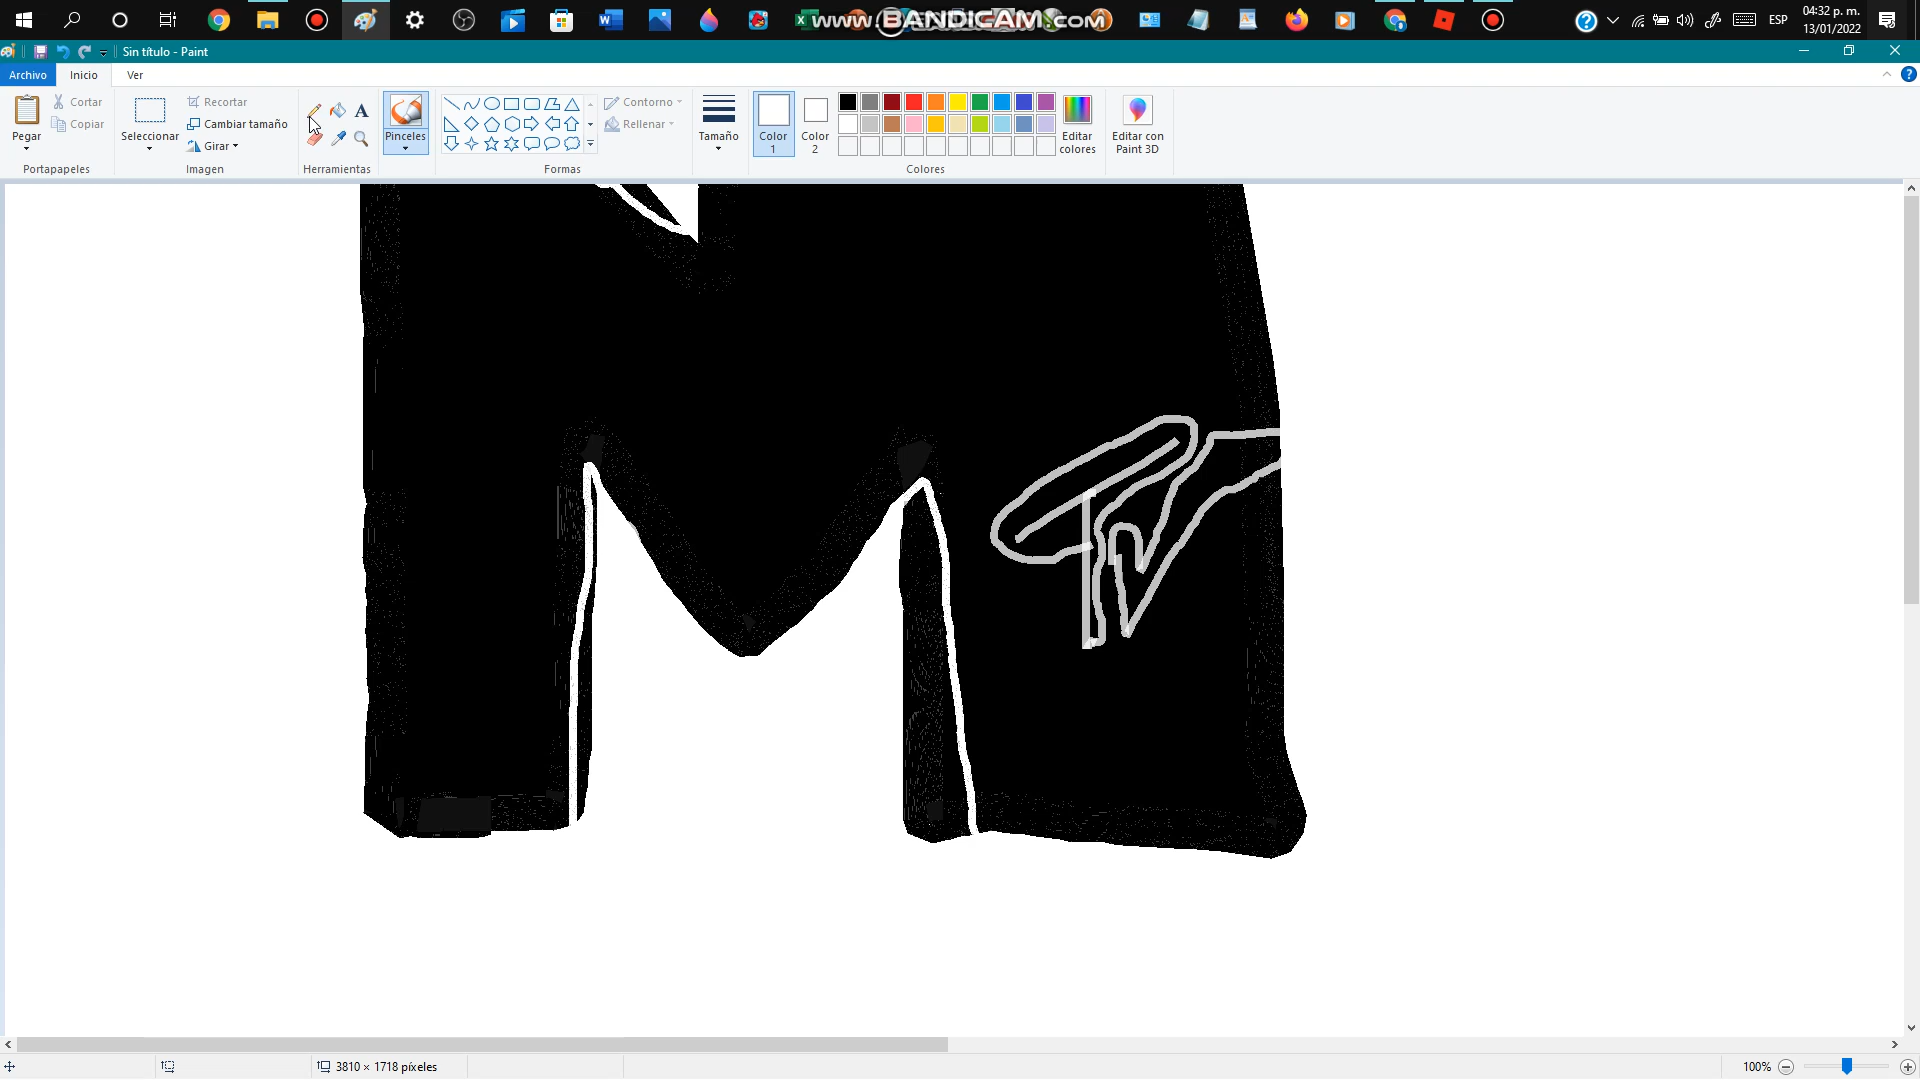 www.BANDICAM.com
ESP
04:32 p. m.
13/01/2022
Sin título - Paint
Archivo
Inicio
Ver
Pegar
Cortar
Copiar
Portapapeles
Seleccionar
Recortar
Cambiar tamaño
Girar
Imagen
A
Herramientas
Pinceles
Contorno
Rellenar
Formas
Tamaño
Color
1
Color
2
Editar
colores
Colores
Editar con
Paint 3D
3810 × 1718 píxeles
100%